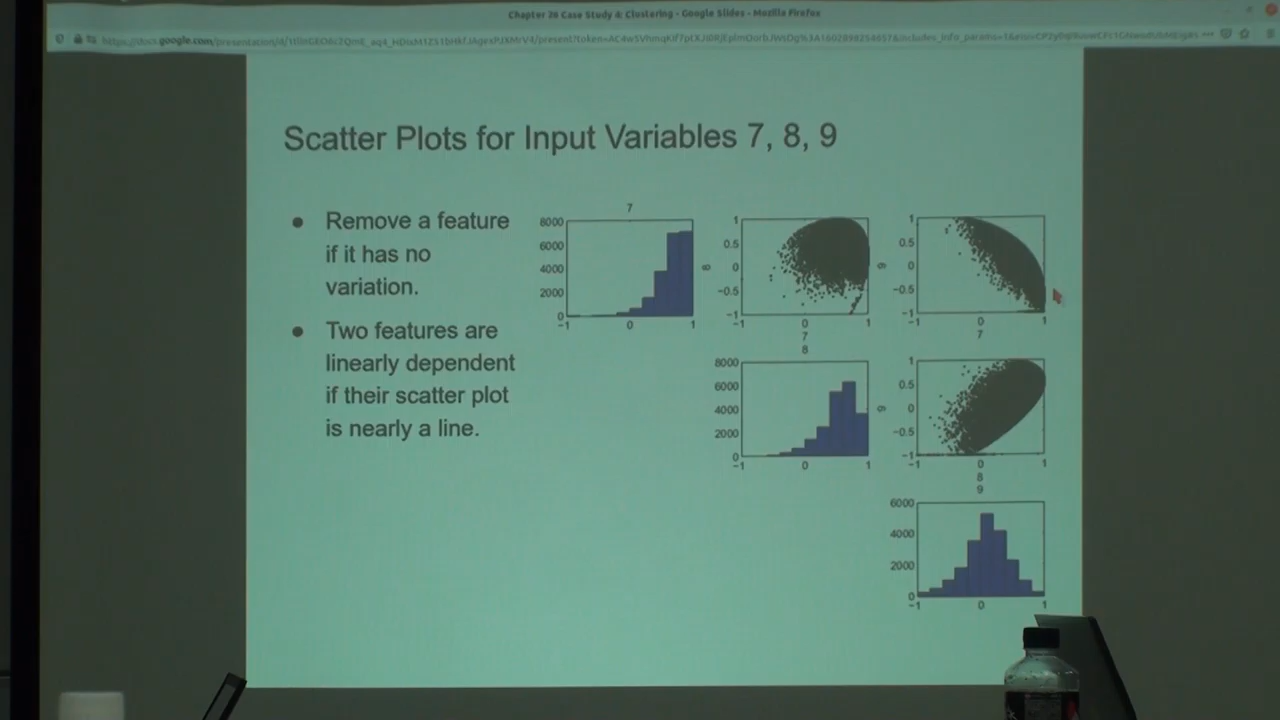 Chapter 26 Case Study 4: Clustering - Google Slides - Mozilla Firefox
Scatter Plots for Input Variables 7, 8, 9
● Remove a feature
if it has no
variation.
● Two features are
linearly dependent
if their scatter plot
is nearly a line.
7
8000
6000
4000
2000
0
-1 0 1
8
1
0.5
0
-0.5
-1
-1 0 1
7
9
1
0.5
0
-0.5
-1
-1 0 1
7
8
8000
6000
4000
2000
0
-1 0 1
9
1
0.5
0
-0.5
-1
-1 0 1
8
9
6000
4000
2000
0
-1 0 1